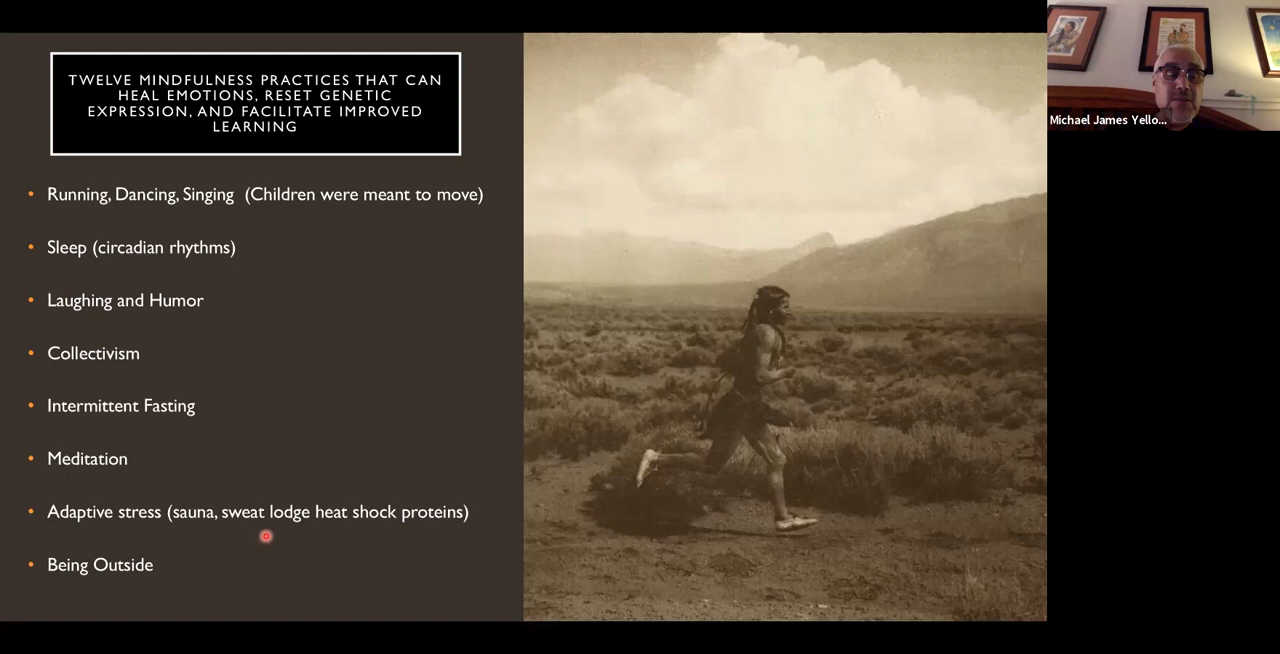 TWELVE MINDFULNESS PRACTICES THAT CAN
HEAL EMOTIONS, RESET GENETIC
EXPRESSION, AND FACILITATE IMPROVED
LEARNING
• Running, Dancing, Singing  (Children were meant to move)
• Sleep (circadian rhythms)
• Laughing and Humor
• Collectivism
• Intermittent Fasting
• Meditation
• Adaptive stress (sauna, sweat lodge heat shock proteins)
• Being Outside
Michael James Yello...